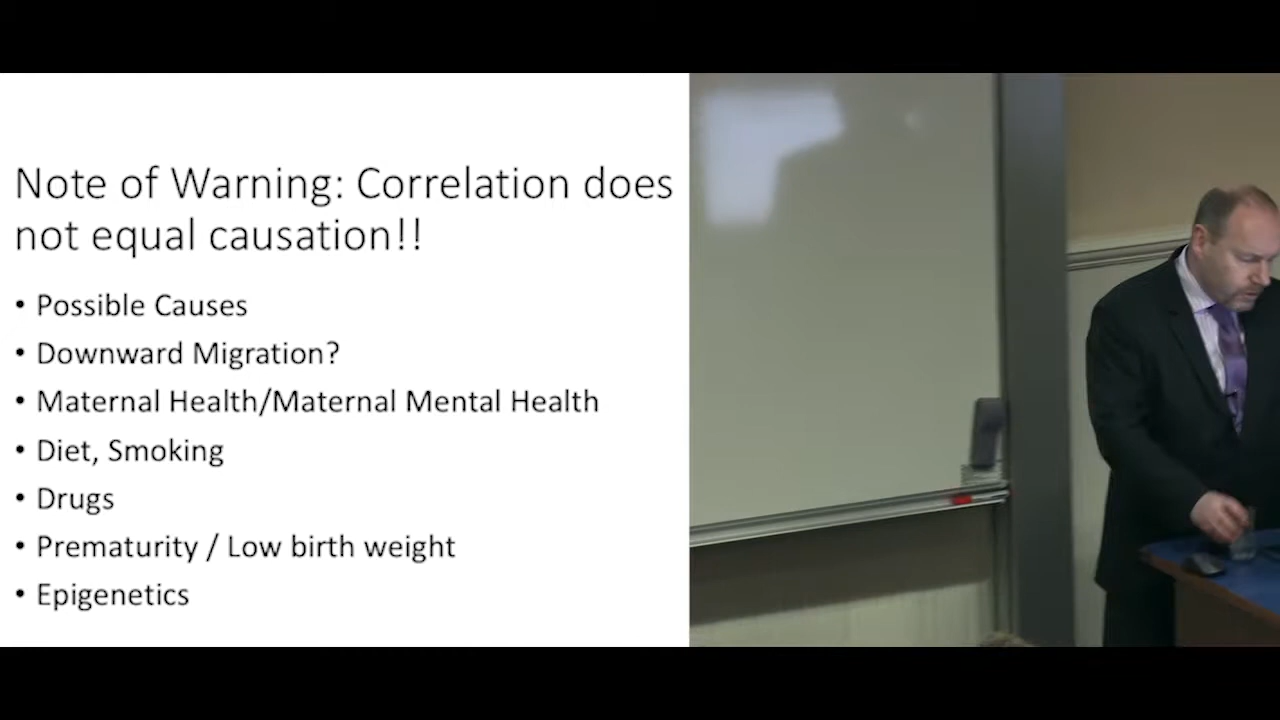 Note of Warning: Correlation does
not equal causation!!
• Possible Causes
• Downward Migration?
• Maternal Health/Maternal Mental Health
• Diet, Smoking
• Drugs
• Prematurity / Low birth weight
• Epigenetics